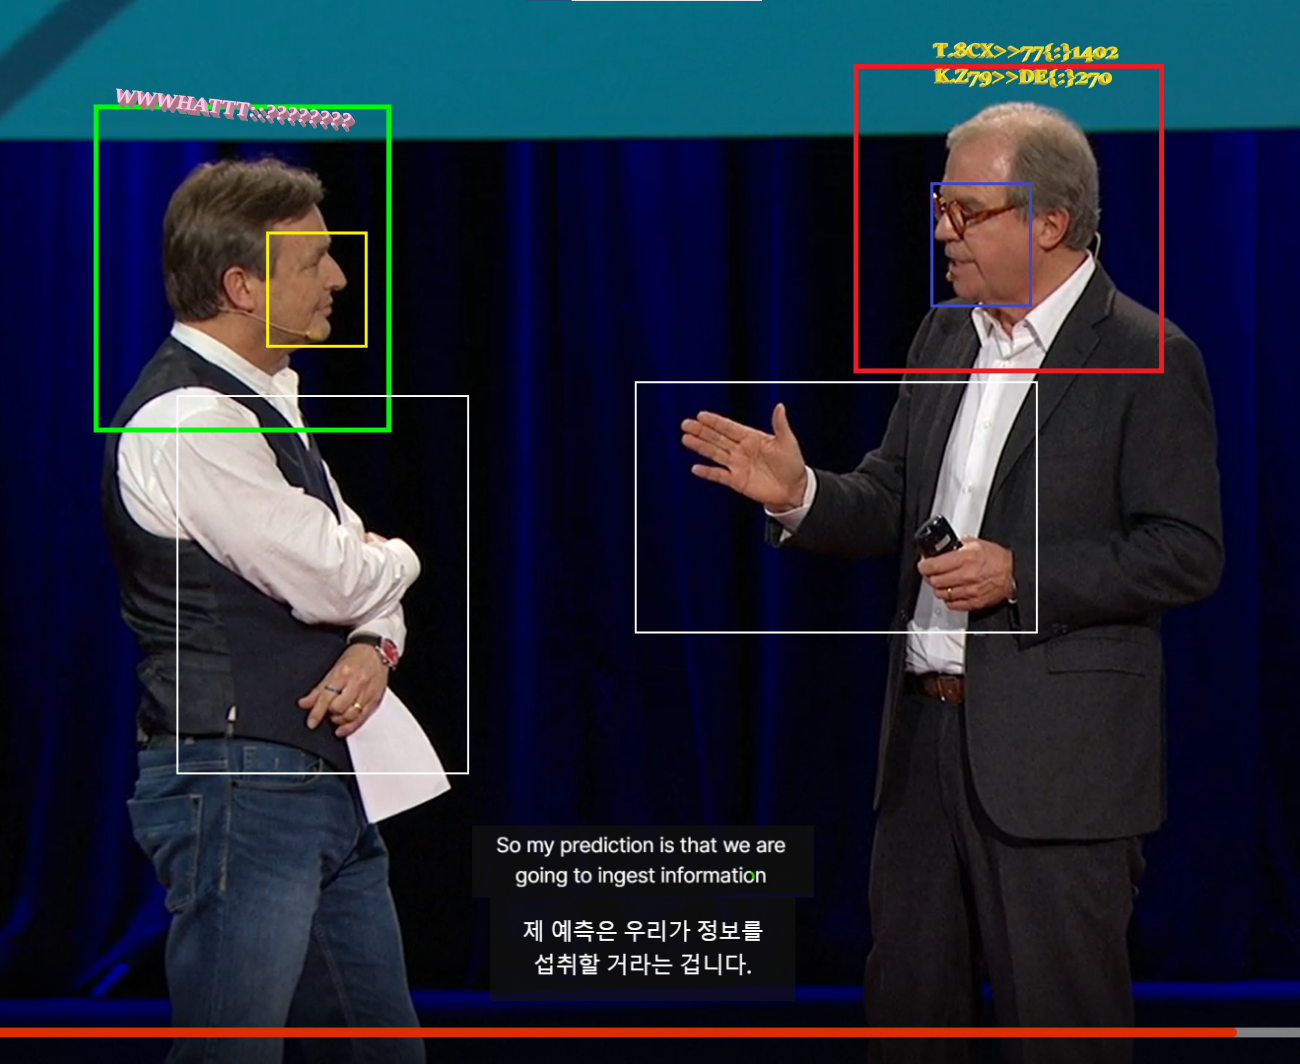 T.8CX>>77{:}1402
K.Z79>>DE{:}270
WWWHATTT::????????
So my prediction is that we are
going to ingest information
제 예측은 우리가 정보를
섭취할 거라는 겁니다.